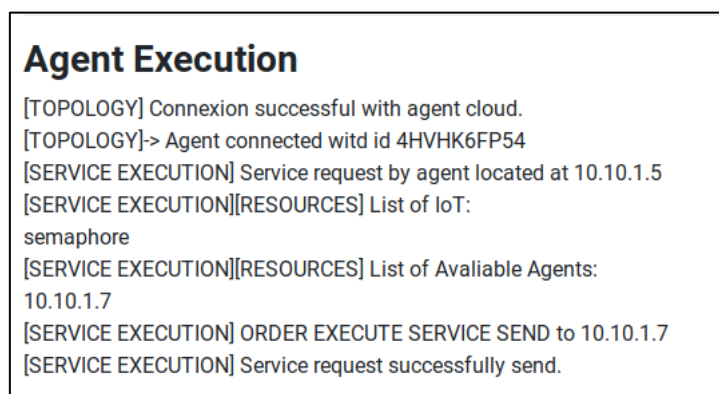 Agent Execution
[TOPOLOGY] Connexion successful with agent cloud.
[TOPOLOGY]-> Agent connected witd id 4HVHK6FP54
[SERVICE EXECUTION] Service request by agent located at 10.10.1.5
[SERVICE EXECUTION][RESOURCES] List of IoT:
semaphore
[SERVICE EXECUTION][RESOURCES] List of Avaliable Agents:
10.10.1.7
[SERVICE EXECUTION] ORDER EXECUTE SERVICE SEND to 10.10.1.7
[SERVICE EXECUTION] Service request successfully send.